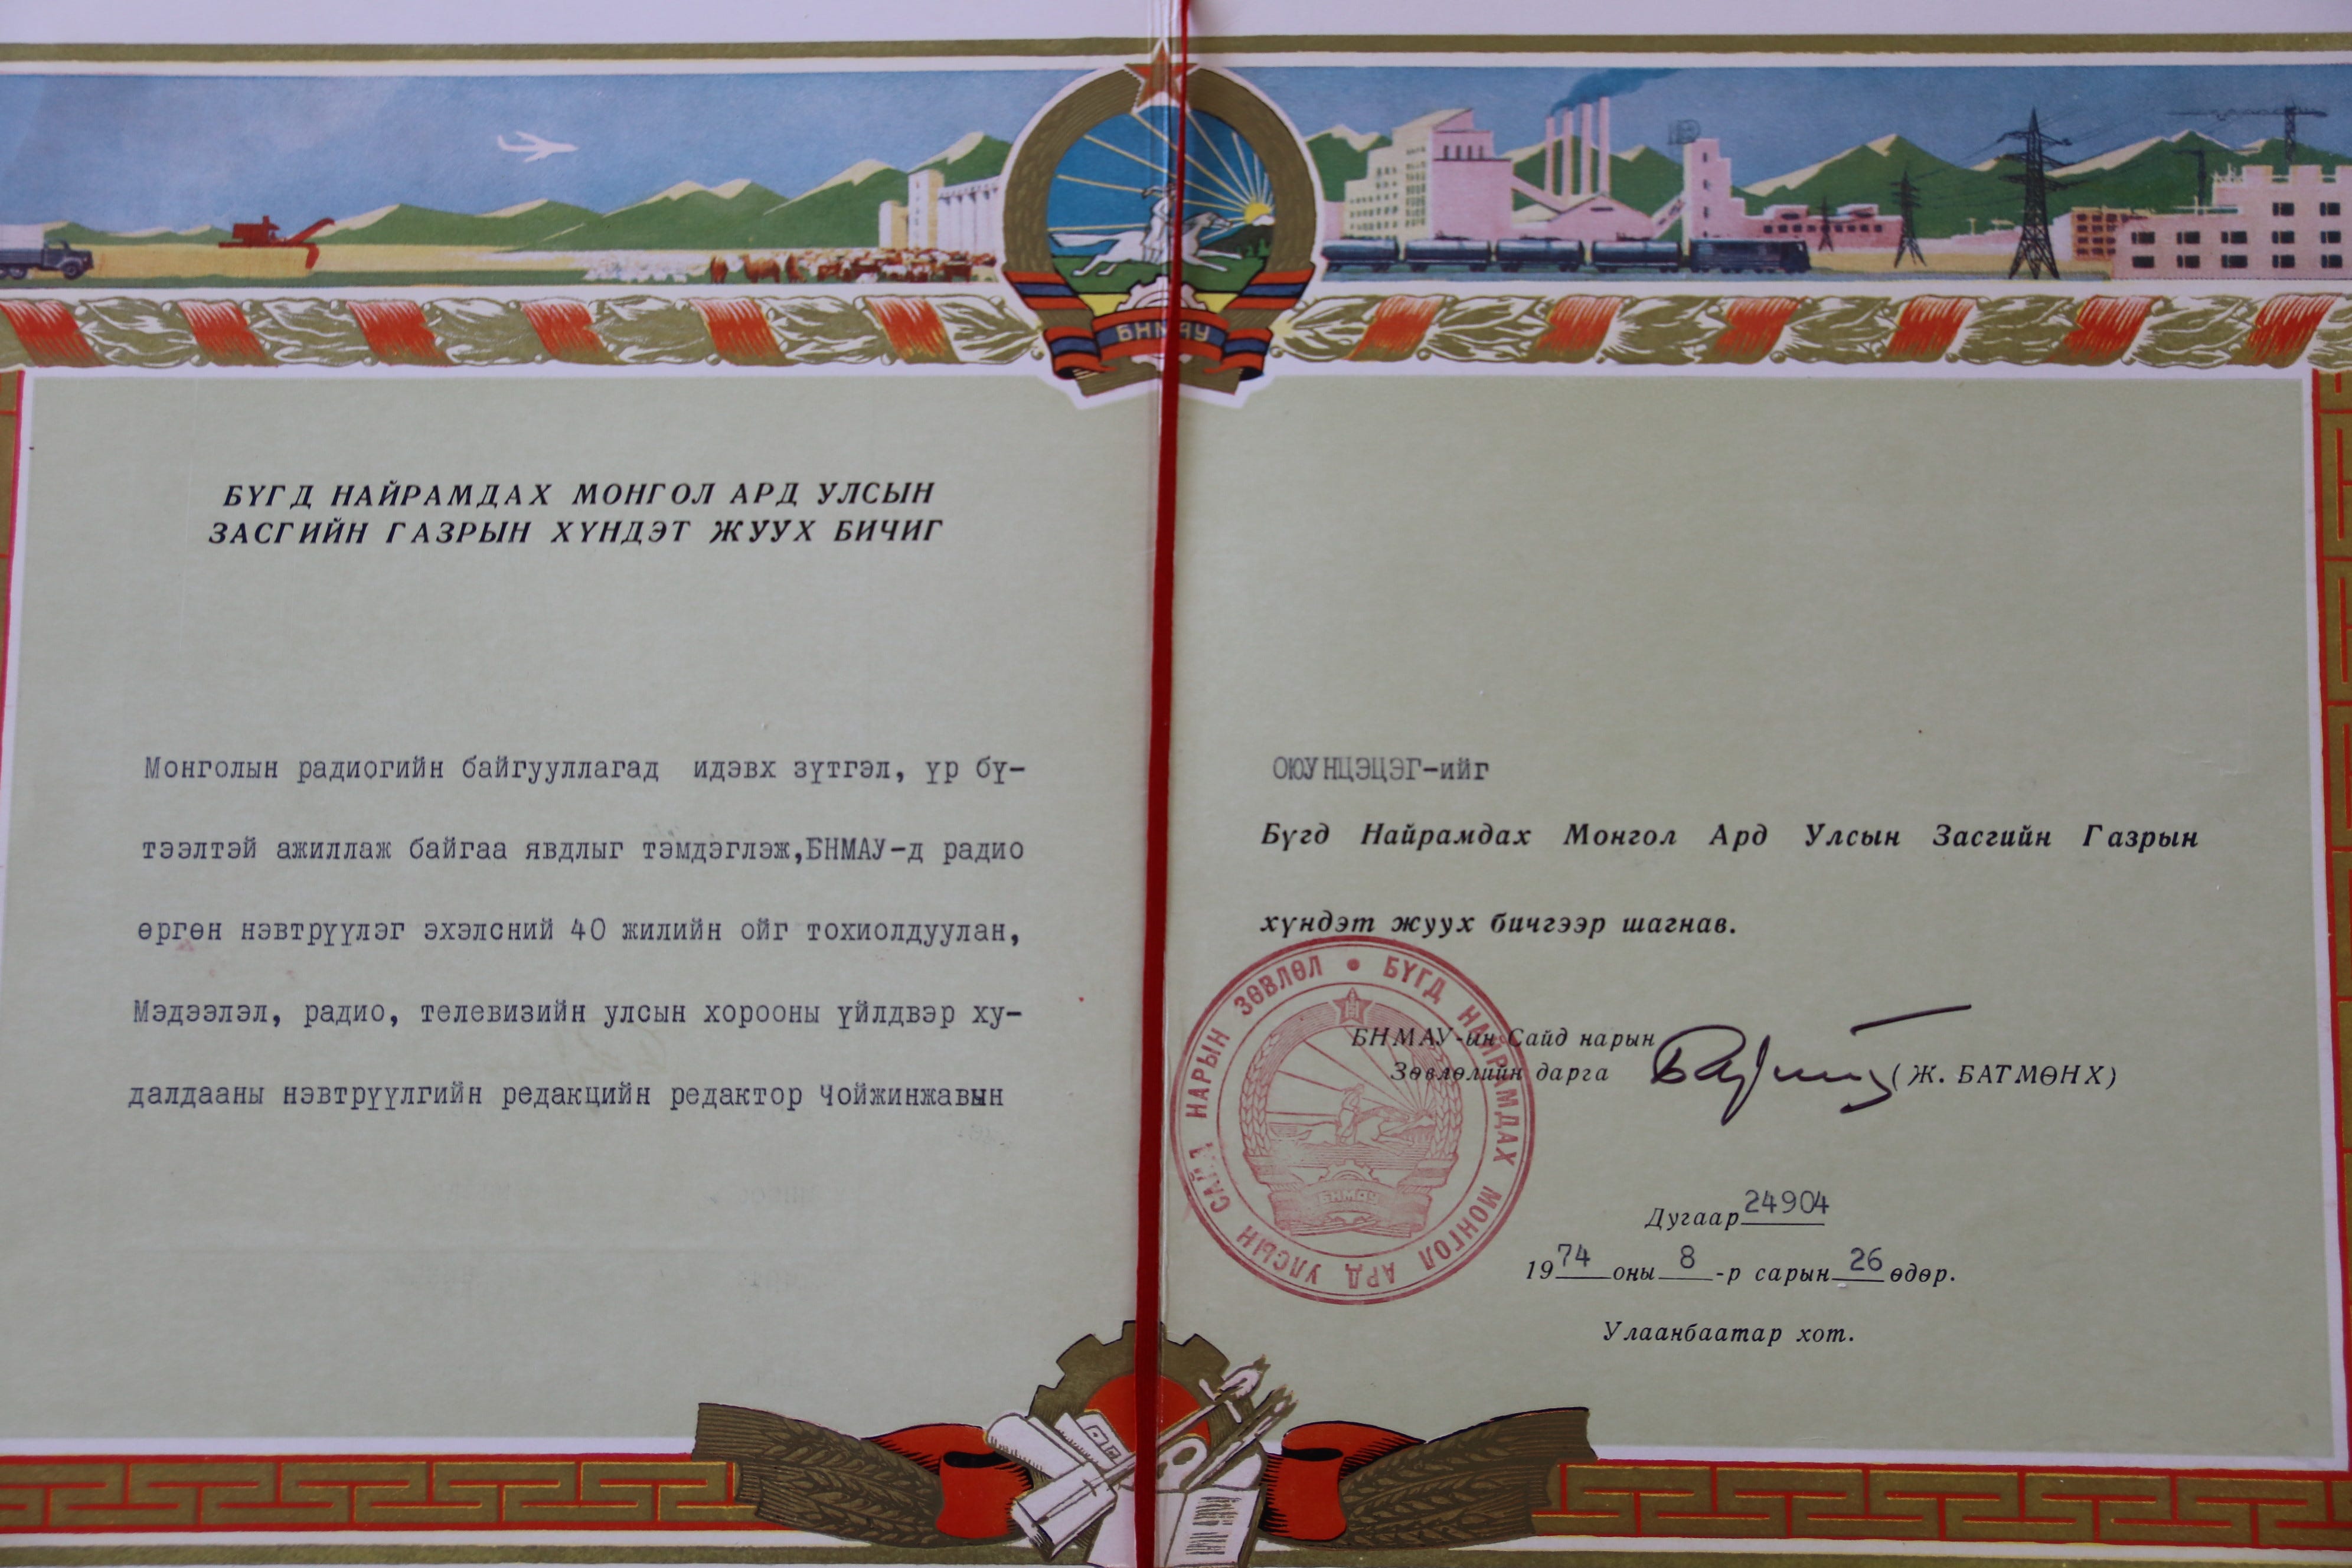 БНМАУ
БҮГД НАЙРАМДАХ МОНГОЛ АРД УЛСЫН
ЗАСГИЙН ГАЗРЫН ХҮНДЭТ ЖУУХ БИЧИГ
Монголын радиогийн байгууллагад идэвх зүтгэл, үр бү-
тээлтэй ажиллаж байгаа явдлыг тэмдэглэж,БНМАУ-д радио
өргөн нэвтрүүлэг эхэлсний 40 жилийн ойг тохиолдуулан,
Мэдээлэл, радио, телевизийн улсын хорооны үйлдвэр ху-
далдааны нэвтрүүлгийн редакцийн редактор Чойжинжавын
ОЮУНЦЭЦЭГ-ийг
Бүгд Найрамдах Монгол Ард Улсын Засгийн Газрын
хүндэт жуух бичгээр шагнав.
БНМАУ-ын Сайд нарын
Зөвлөлийн дарга (Ж. БАТМӨНХ)
БҮГД НАЙРАМДАХ МОНГОЛ АРД УЛСЫН САЙД НАРЫН ЗӨВЛӨЛ
БНМАУ
Дугаар 24904
1974 оны 8-р сарын 26 өдөр.
Улаанбаатар хот.